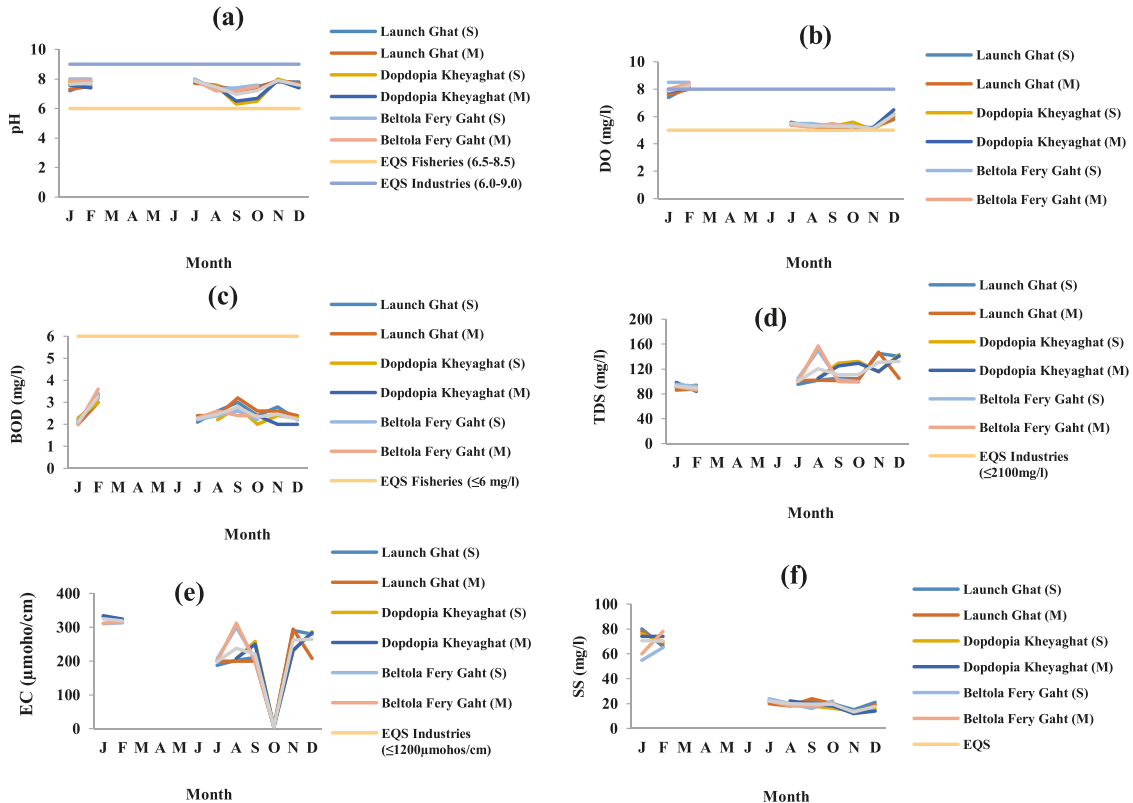 (a)
10
8
6
4
2
0
pH
J F M A M J J A S O N D
Month
Launch Ghat (S)
Launch Ghat (M)
Dopdopia Kheyaghat (S)
Dopdopia Kheyaghat (M)
Beltola Fery Gaht (S)
Beltola Fery Gaht (M)
EQS Fisheries (6.5-8.5)
EQS Industries (6.0-9.0)
(b)
10
8
6
4
2
0
DO (mg/l)
J F M A M J J A S O N D
Month
Launch Ghat (S)
Launch Ghat (M)
Dopdopia Kheyaghat (S)
Dopdopia Kheyaghat (M)
Beltola Fery Gaht (S)
Beltola Fery Gaht (M)
(c)
6
5
4
3
2
1
0
BOD (mg/l)
J F M A M J J A S O N D
Month
Launch Ghat (S)
Launch Ghat (M)
Dopdopia Kheyaghat (S)
Dopdopia Kheyaghat (M)
Beltola Fery Gaht (S)
Beltola Fery Gaht (M)
EQS Fisheries (≤6 mg/l)
(d)
200
160
120
80
40
0
TDS (mg/l)
J F M A M J J A S O N D
Month
Launch Ghat (S)
Launch Ghat (M)
Dopdopia Kheyaghat (S)
Dopdopia Kheyaghat (M)
Beltola Fery Gaht (S)
Beltola Fery Gaht (M)
EQS Industries
(≤2100mg/l)
(e)
400
300
200
100
0
EC (µmoho/cm)
J F M A M J J A S O N D
Month
Launch Ghat (S)
Launch Ghat (M)
Dopdopia Kheyaghat (S)
Dopdopia Kheyaghat (M)
Beltola Fery Gaht (S)
Beltola Fery Gaht (M)
EQS Industries
(≤1200µmohos/cm)
(f)
100
80
60
40
20
0
SS (mg/l)
J F M A M J J A S O N D
Month
Launch Ghat (S)
Launch Ghat (M)
Dopdopia Kheyaghat (S)
Dopdopia Kheyaghat (M)
Beltola Fery Gaht (S)
Beltola Fery Gaht (M)
EQS